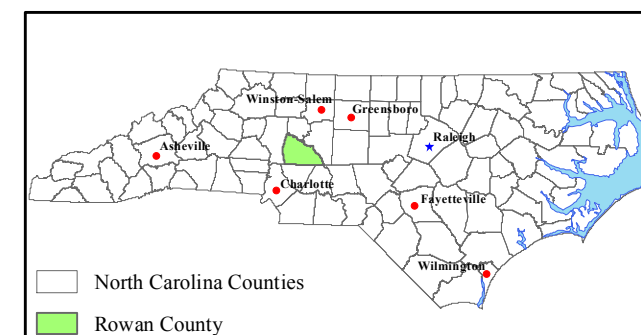 Winston-Salem
Greensboro
Raleigh
Asheville
Charlotte
Fayetteville
Wilmington
North Carolina Counties
Rowan County